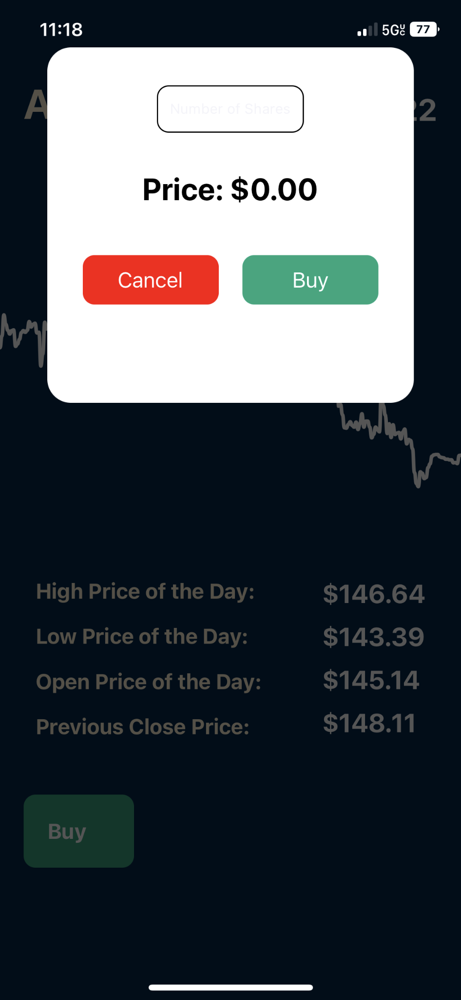 11:18 5G UC 77
A 22
Number of Shares
Price: $0.00
Cancel Buy
High Price of the Day: $146.64
Low Price of the Day: $143.39
Open Price of the Day: $145.14
Previous Close Price: $148.11
Buy